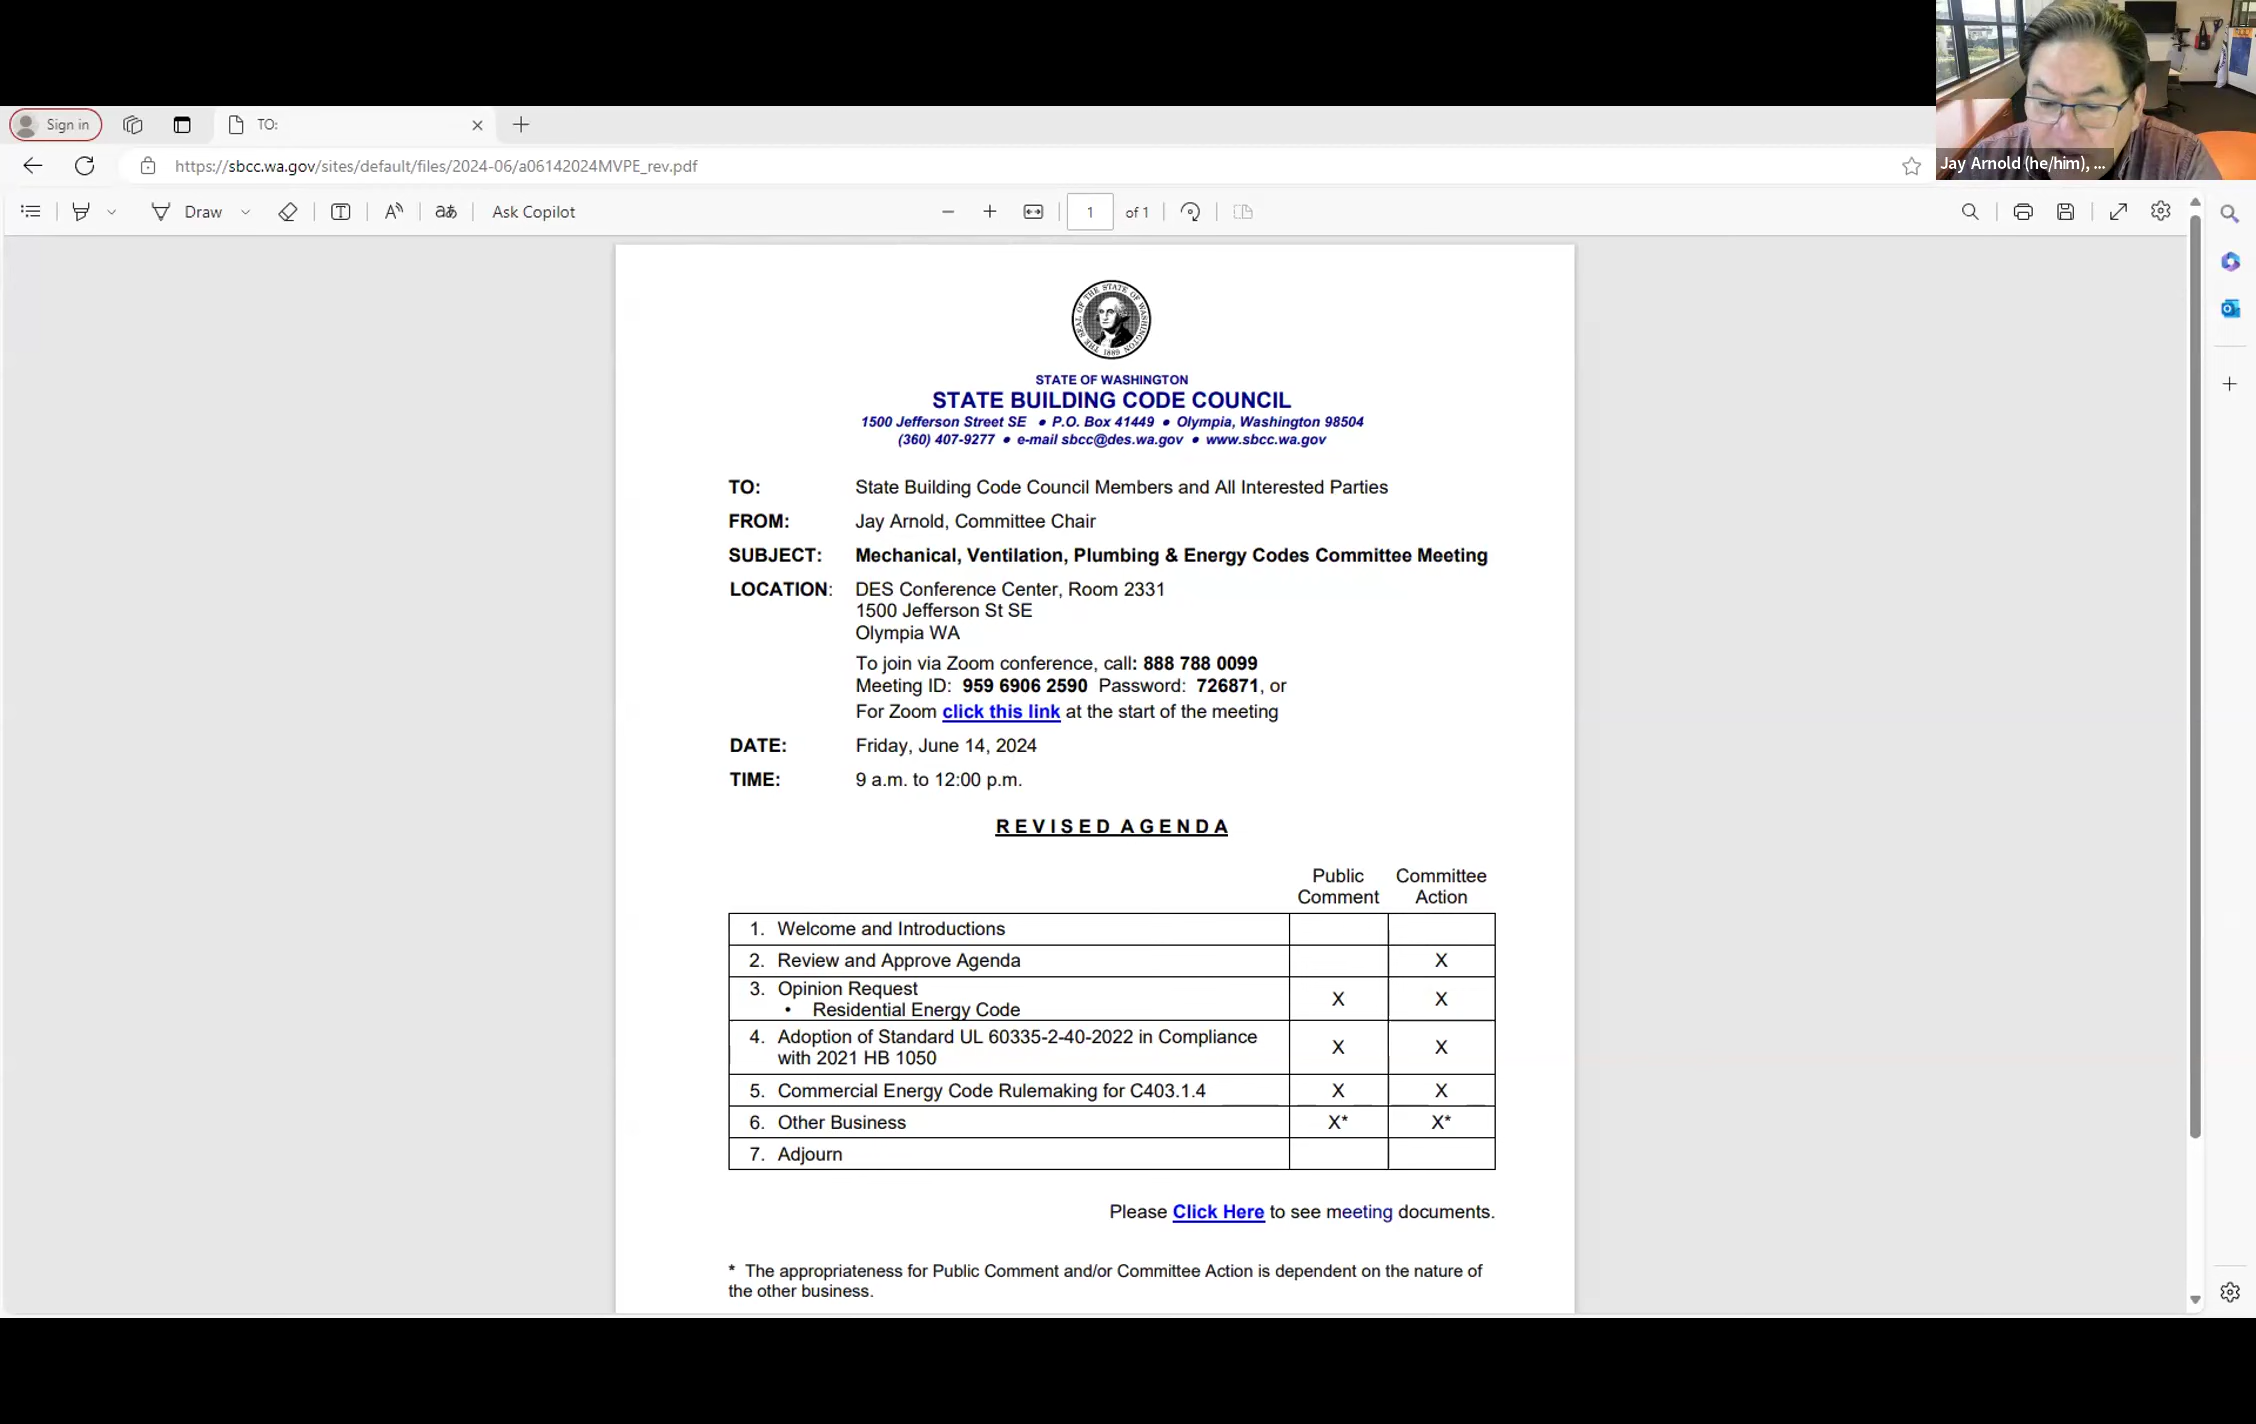 Jay Arnold (he/him), ...
Sign in
TO:
https://sbcc.wa.gov/sites/default/files/2024-06/a06142024MVPE_rev.pdf
Draw
Ask Copilot
1
of 1
THE SEAL OF THE STATE OF WASHINGTON
1889
STATE OF WASHINGTON
STATE BUILDING CODE COUNCIL
1500 Jefferson Street SE • P.O. Box 41449 • Olympia, Washington 98504
(360) 407-9277 • e-mail sbcc@des.wa.gov • www.sbcc.wa.gov
TO: State Building Code Council Members and All Interested Parties
FROM: Jay Arnold, Committee Chair
SUBJECT: Mechanical, Ventilation, Plumbing & Energy Codes Committee Meeting
LOCATION: DES Conference Center, Room 2331
1500 Jefferson St SE
Olympia WA
To join via Zoom conference, call: 888 788 0099
Meeting ID: 959 6906 2590 Password: 726871, or
For Zoom click this link at the start of the meeting
DATE: Friday, June 14, 2024
TIME: 9 a.m. to 12:00 p.m.
REVISED AGENDA
Public Committee
Comment Action
1. Welcome and Introductions
2. Review and Approve Agenda X
3. Opinion Request
• Residential Energy Code X X
4. Adoption of Standard UL 60335-2-40-2022 in Compliance
with 2021 HB 1050 X X
5. Commercial Energy Code Rulemaking for C403.1.4 X X
6. Other Business X* X*
7. Adjourn
Please Click Here to see meeting documents.
* The appropriateness for Public Comment and/or Committee Action is dependent on the nature of
the other business.